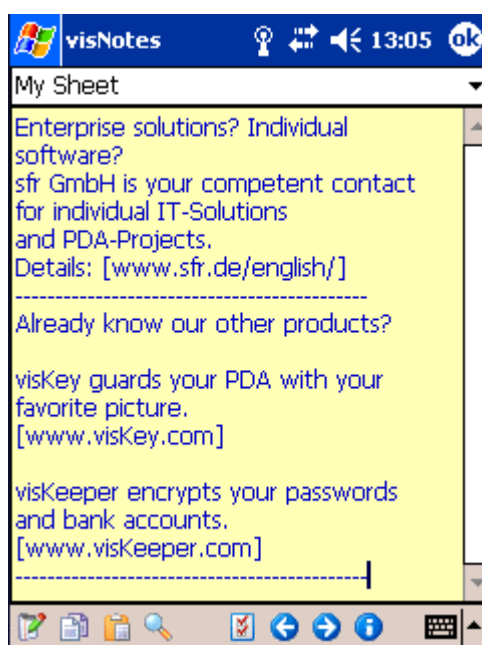 visNotes 13:05 ok
My Sheet
Enterprise solutions? Individual
software?
sfr GmbH is your competent contact
for individual IT-Solutions
and PDA-Projects.
Details: [www.sfr.de/english/]
--------------------------------------------
Already know our other products?
visKey guards your PDA with your
favorite picture.
[www.visKey.com]
visKeeper encrypts your passwords
and bank accounts.
[www.visKeeper.com]
--------------------------------------------